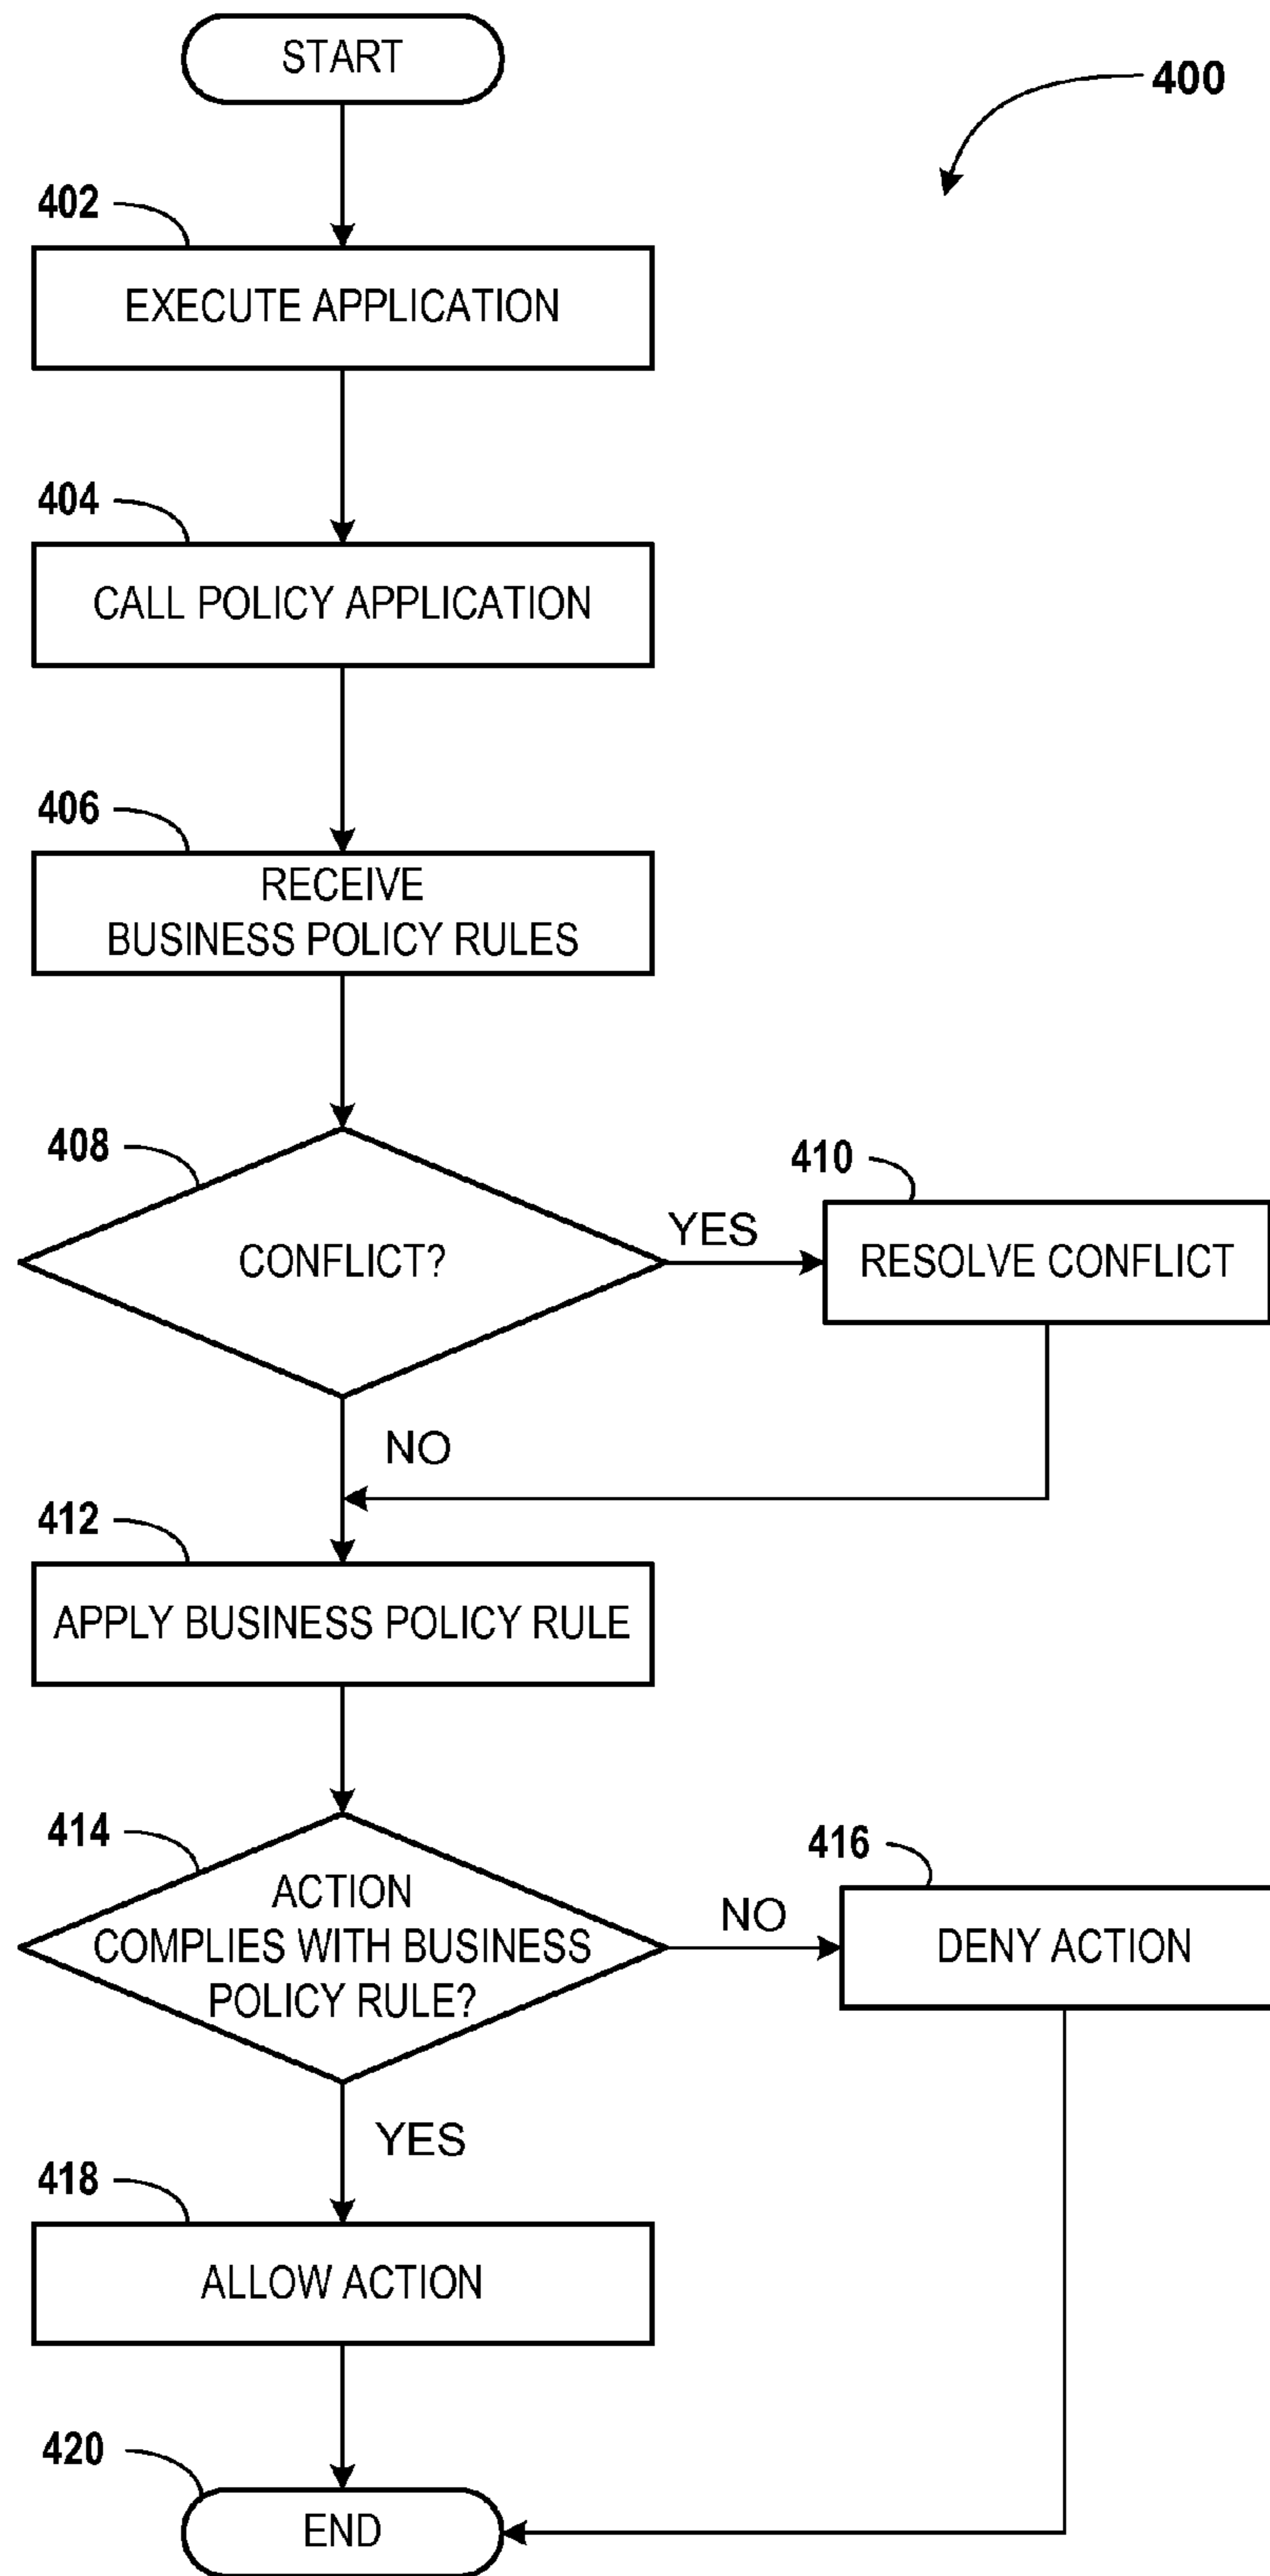 START
400
402
EXECUTE APPLICATION
404
CALL POLICY APPLICATION
406
RECEIVE
BUSINESS POLICY RULES
408
CONFLICT?
YES
410
RESOLVE CONFLICT
NO
412
APPLY BUSINESS POLICY RULE
414
ACTION
COMPLIES WITH BUSINESS
POLICY RULE?
NO
416
DENY ACTION
YES
418
ALLOW ACTION
420
END